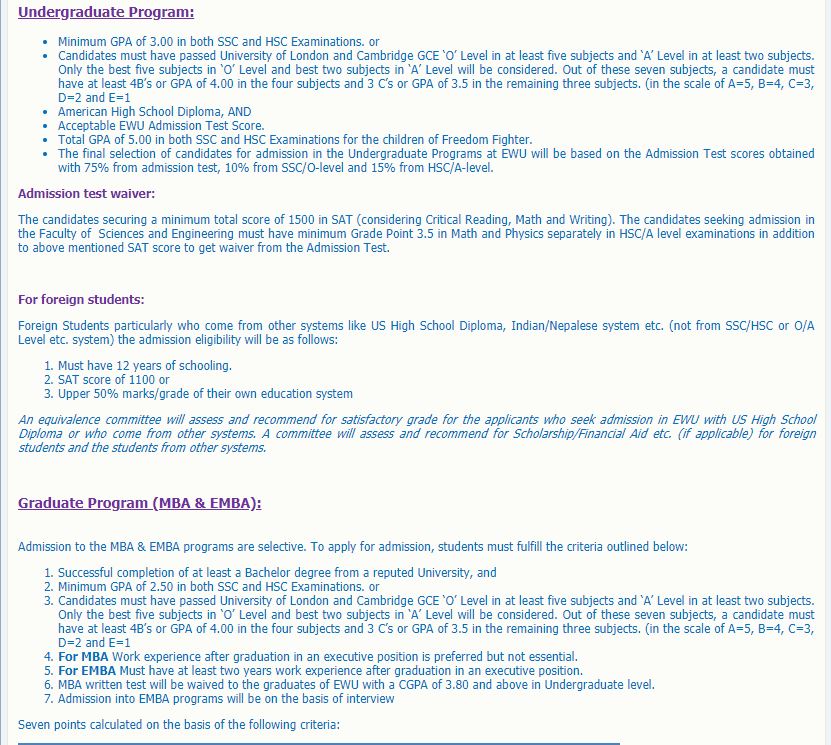 Undergraduate Program:
• Minimum GPA of 3.00 in both SSC and HSC Examinations. or
• Candidates must have passed University of London and Cambridge GCE `O’ Level in at least five subjects and `A’ Level in at least two subjects.
Only the best five subjects in `O’ Level and best two subjects in `A’ Level will be considered. Out of these seven subjects, a candidate must
have at least 4B’s or GPA of 4.00 in the four subjects and 3 C’s or GPA of 3.5 in the remaining three subjects. (in the scale of A=5, B=4, C=3,
D=2 and E=1
• American High School Diploma, AND
• Acceptable EWU Admission Test Score.
• Total GPA of 5.00 in both SSC and HSC Examinations for the children of Freedom Fighter.
• The final selection of candidates for admission in the Undergraduate Programs at EWU will be based on the Admission Test scores obtained
with 75% from admission test, 10% from SSC/O-level and 15% from HSC/A-level.
Admission test waiver:
The candidates securing a minimum total score of 1500 in SAT (considering Critical Reading, Math and Writing). The candidates seeking admission in
the Faculty of Sciences and Engineering must have minimum Grade Point 3.5 in Math and Physics separately in HSC/A level examinations in addition
to above mentioned SAT score to get waiver from the Admission Test.
For foreign students:
Foreign Students particularly who come from other systems like US High School Diploma, Indian/Nepalese system etc. (not from SSC/HSC or O/A
Level etc. system) the admission eligibility will be as follows:
1. Must have 12 years of schooling.
2. SAT score of 1100 or
3. Upper 50% marks/grade of their own education system
An equivalence committee will assess and recommend for satisfactory grade for the applicants who seek admission in EWU with US High School
Diploma or who come from other systems. A committee will assess and recommend for Scholarship/Financial Aid etc. (if applicable) for foreign
students and the students from other systems.
Graduate Program (MBA & EMBA):
Admission to the MBA & EMBA programs are selective. To apply for admission, students must fulfill the criteria outlined below:
1. Successful completion of at least a Bachelor degree from a reputed University, and
2. Minimum GPA of 2.50 in both SSC and HSC Examinations. or
3. Candidates must have passed University of London and Cambridge GCE `O’ Level in at least five subjects and `A’ Level in at least two subjects.
Only the best five subjects in `O’ Level and best two subjects in `A’ Level will be considered. Out of these seven subjects, a candidate must
have at least 4B’s or GPA of 4.00 in the four subjects and 3 C’s or GPA of 3.5 in the remaining three subjects. (in the scale of A=5, B=4, C=3,
D=2 and E=1
4. For MBA Work experience after graduation in an executive position is preferred but not essential.
5. For EMBA Must have at least two years work experience after graduation in an executive position.
6. MBA written test will be waived to the graduates of EWU with a CGPA of 3.80 and above in Undergraduate level.
7. Admission into EMBA programs will be on the basis of interview
Seven points calculated on the basis of the following criteria: